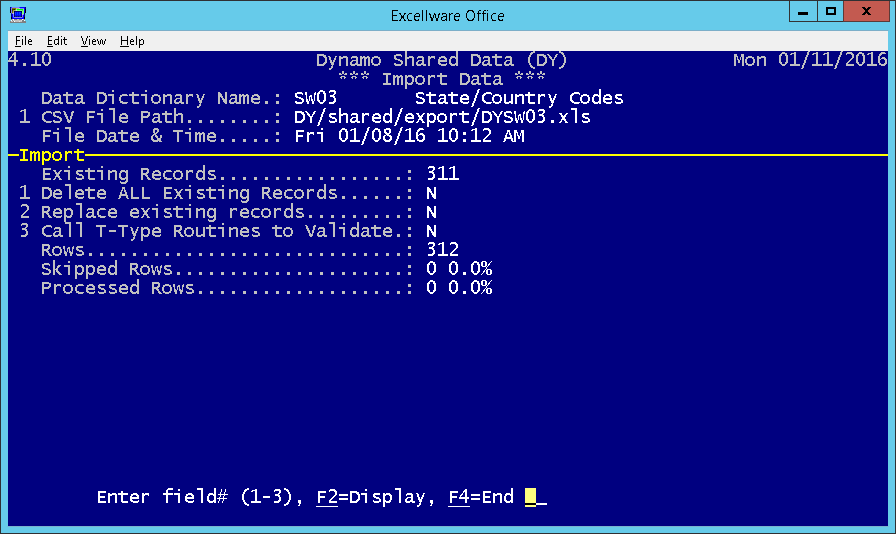 Excellware Office
File Edit View Help
4.10 Dynamo Shared Data (DY) Mon 01/11/2016
*** Import Data ***
Data Dictionary Name.: SW03 State/Country Codes
1 CSV File Path........: DY/shared/export/DYSW03.xls
File Date & Time.....: Fri 01/08/16 10:12 AM
Import
Existing Records.................: 311
1 Delete ALL Existing Records......: N
2 Replace existing records.........: N
3 Call T-Type Routines to Validate.: N
Rows.............................: 312
Skipped Rows.....................: 0 0.0%
Processed Rows...................: 0 0.0%
Enter field# (1-3), F2=Display, F4=End _